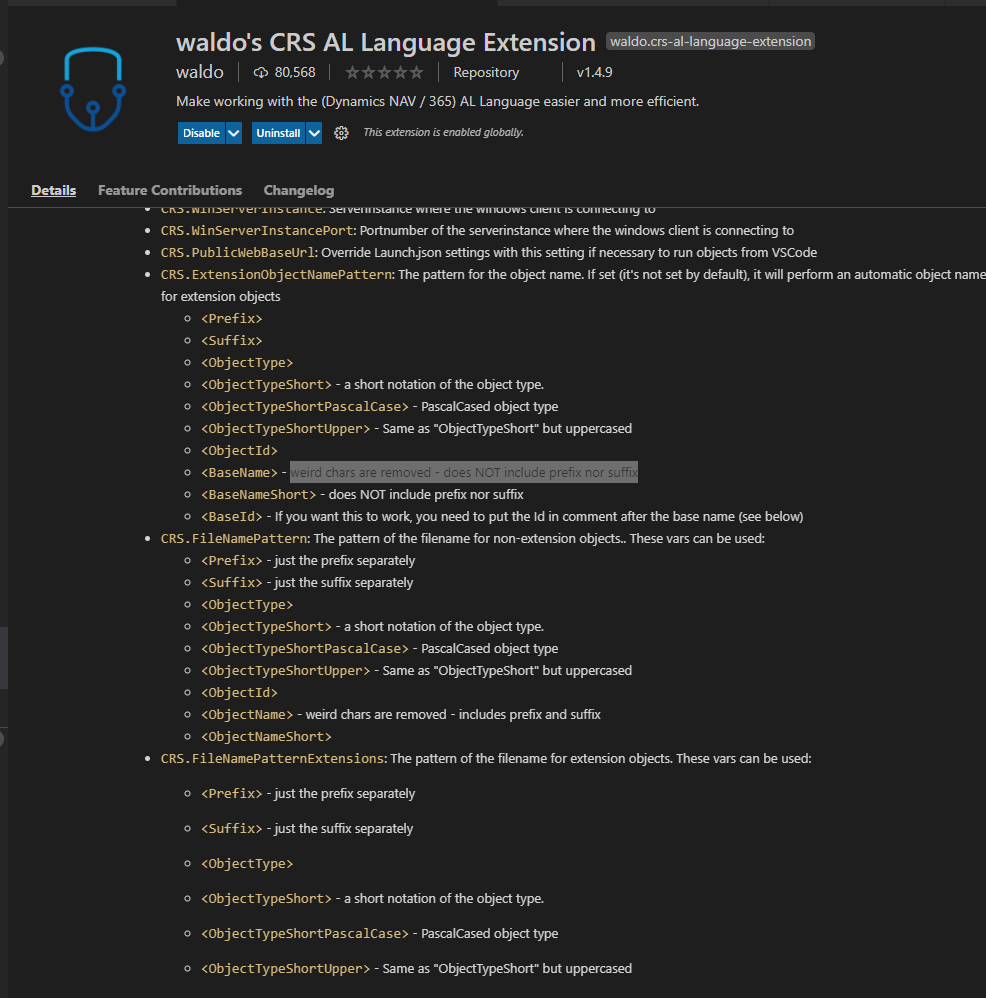 waldo's CRS AL Language Extension waldo.crs-al-language-extension
waldo 80,568 Repository v1.4.9
Make working with the (Dynamics NAV / 365) AL Language easier and more efficient.
Disable Uninstall This extension is enabled globally.
Details Feature Contributions Changelog
CRS.WinServerInstance: Serverinstance where the windows client is connecting to
CRS.WinServerInstancePort: Portnumber of the serverinstance where the windows client is connecting to
CRS.PublicWebBaseUrl: Override Launch.json settings with this setting if necessary to run objects from VSCode
CRS.ExtensionObjectNamePattern: The pattern for the object name. If set (it's not set by default), it will perform an automatic object name
for extension objects
<Prefix>
<Suffix>
<ObjectType>
<ObjectTypeShort> - a short notation of the object type.
<ObjectTypeShortPascalCase> - PascalCased object type
<ObjectTypeShortUpper> - Same as "ObjectTypeShort" but uppercased
<ObjectId>
<BaseName> - weird chars are removed - does NOT include prefix nor suffix
<BaseNameShort> - does NOT include prefix nor suffix
<BaseId> - If you want this to work, you need to put the Id in comment after the base name (see below)
CRS.FileNamePattern: The pattern of the filename for non-extension objects.. These vars can be used:
<Prefix> - just the prefix separately
<Suffix> - just the suffix separately
<ObjectType>
<ObjectTypeShort> - a short notation of the object type.
<ObjectTypeShortPascalCase> - PascalCased object type
<ObjectTypeShortUpper> - Same as "ObjectTypeShort" but uppercased
<ObjectId>
<ObjectName> - weird chars are removed - includes prefix and suffix
<ObjectNameShort>
CRS.FileNamePatternExtensions: The pattern of the filename for extension objects. These vars can be used:
<Prefix> - just the prefix separately
<Suffix> - just the suffix separately
<ObjectType>
<ObjectTypeShort> - a short notation of the object type.
<ObjectTypeShortPascalCase> - PascalCased object type
<ObjectTypeShortUpper> - Same as "ObjectTypeShort" but uppercased